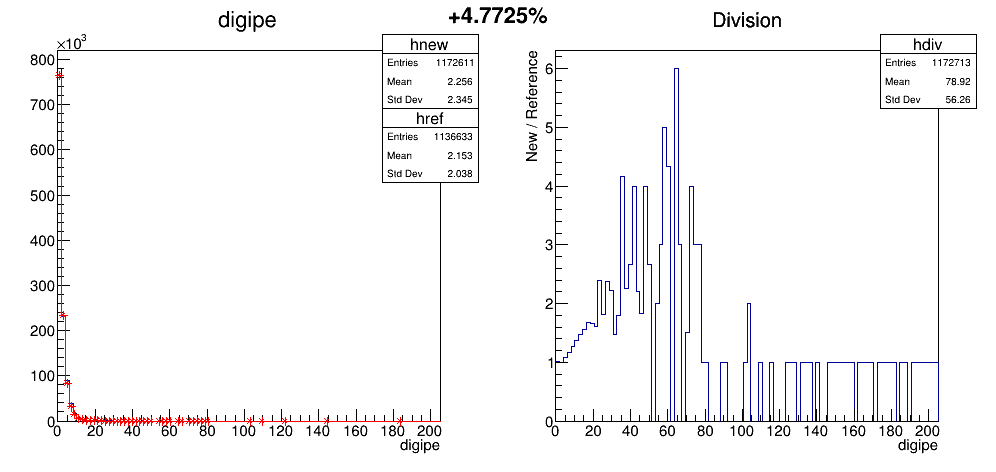 +4.7725%
digipe
×10³
800
700
600
500
400
300
200
100
0
0 20 40 60 80 100 120 140 160 180 200
digipe
hnew
Entries 1172611
Mean 2.256
Std Dev 2.345
href
Entries 1136633
Mean 2.153
Std Dev 2.038
Division
New / Reference
6
5
4
3
2
1
0
0 20 40 60 80 100 120 140 160 180 200
digipe
hdiv
Entries 1172713
Mean 78.92
Std Dev 56.26